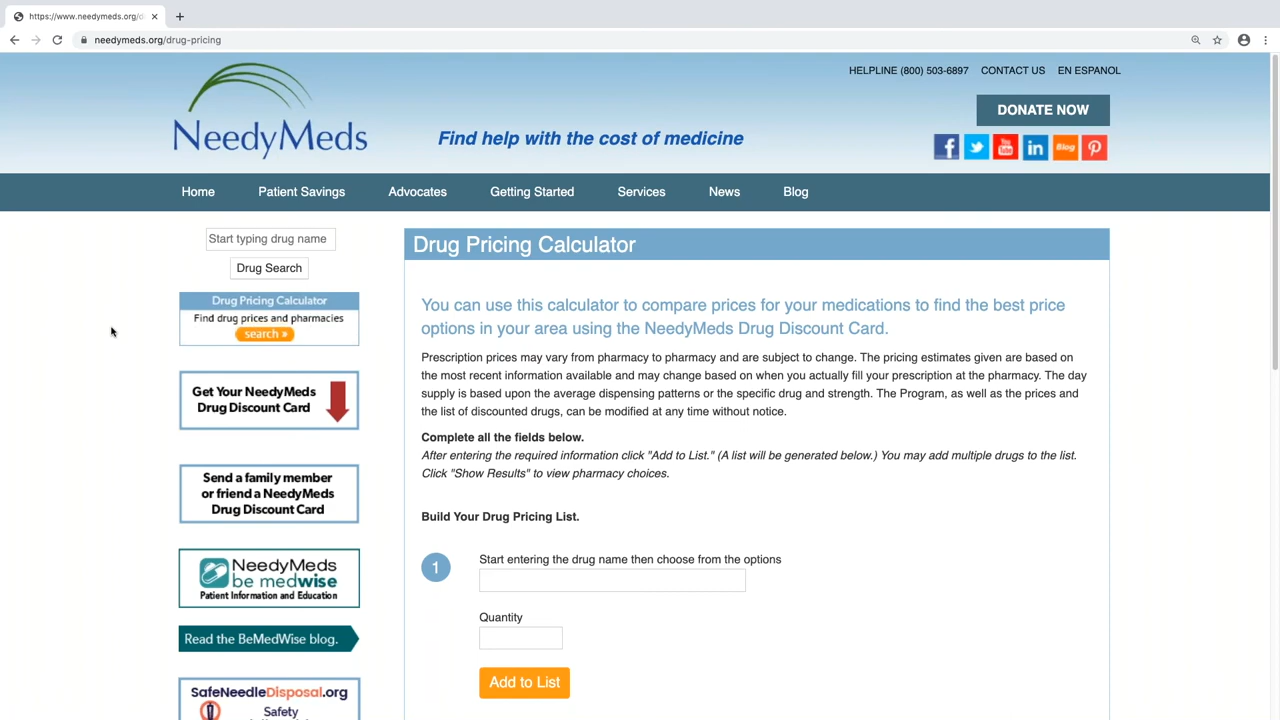 https://www.needymeds.org/d
needymeds.org/drug-pricing
HELPLINE (800) 503-6897 CONTACT US EN ESPANOL
DONATE NOW
NeedyMeds
Find help with the cost of medicine
Blog
Home Patient Savings Advocates Getting Started Services News Blog
Start typing drug name
Drug Search
Drug Pricing Calculator
Find drug prices and pharmacies
search »
Get Your NeedyMeds
Drug Discount Card
Send a family member
or friend a NeedyMeds
Drug Discount Card
NeedyMeds
be medwise
Patient Information and Education
Read the BeMedWise blog.
SafeNeedleDisposal.org
Safety
Drug Pricing Calculator
You can use this calculator to compare prices for your medications to find the best price
options in your area using the NeedyMeds Drug Discount Card.
Prescription prices may vary from pharmacy to pharmacy and are subject to change. The pricing estimates given are based on
the most recent information available and may change based on when you actually fill your prescription at the pharmacy. The day
supply is based upon the average dispensing patterns or the specific drug and strength. The Program, as well as the prices and
the list of discounted drugs, can be modified at any time without notice.
Complete all the fields below.
After entering the required information click "Add to List." (A list will be generated below.) You may add multiple drugs to the list.
Click "Show Results" to view pharmacy choices.
Build Your Drug Pricing List.
1
Start entering the drug name then choose from the options
Quantity
Add to List